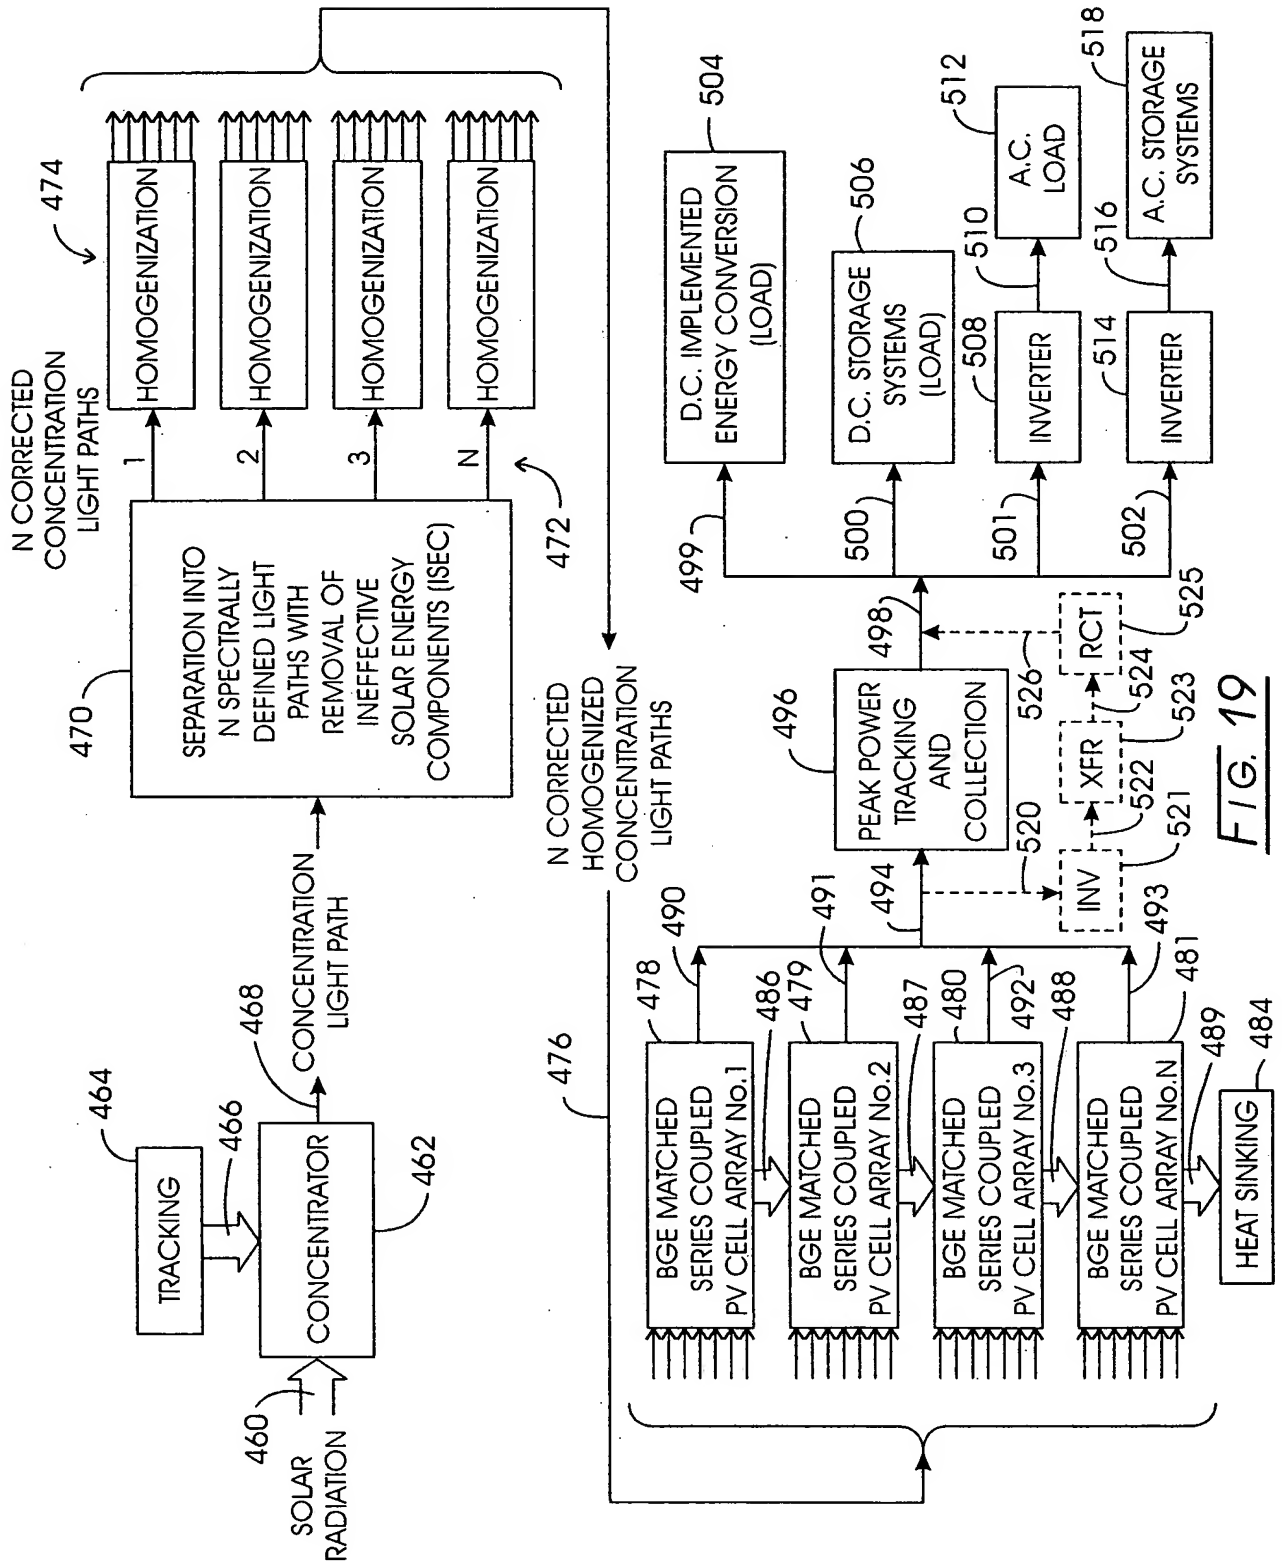 SOLAR
RADIATION
460
TRACKING
464
466
CONCENTRATOR
462
468
CONCENTRATION
LIGHT PATH
470
SEPARATION INTO
N SPECTRALLY
DEFINED LIGHT
PATHS WITH
REMOVAL OF
INEFFECTIVE
SOLAR ENERGY
COMPONENTS (ISEC)
N CORRECTED
CONCENTRATION
LIGHT PATHS
1
2
3
N
472
474
HOMOGENIZATION
HOMOGENIZATION
HOMOGENIZATION
HOMOGENIZATION
476
N CORRECTED
HOMOGENIZED
CONCENTRATION
LIGHT PATHS
BGE MATCHED
SERIES COUPLED
PV CELL ARRAY No.1
478
490
486
BGE MATCHED
SERIES COUPLED
PV CELL ARRAY No.2
479
491
487
BGE MATCHED
SERIES COUPLED
PV CELL ARRAY No.3
480
492
488
BGE MATCHED
SERIES COUPLED
PV CELL ARRAY No.N
481
493
489
HEAT SINKING
484
494
PEAK POWER
TRACKING
AND
COLLECTION
496
498
520
INV
521
522
XFR
523
524
RCT
525
526
499
D.C. IMPLEMENTED
ENERGY CONVERSION
(LOAD)
504
500
D.C. STORAGE
SYSTEMS
(LOAD)
506
501
INVERTER
508
510
A.C.
LOAD
512
502
INVERTER
514
516
A.C. STORAGE
SYSTEMS
518
FIG. 19